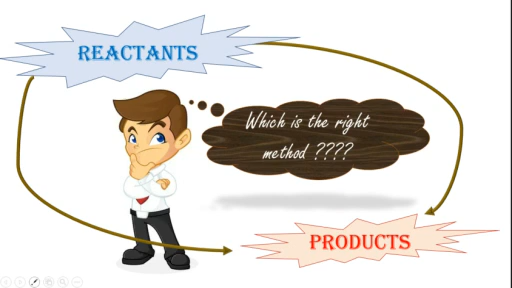 REACTANTS
Which is the right
method ????
PRODUCTS